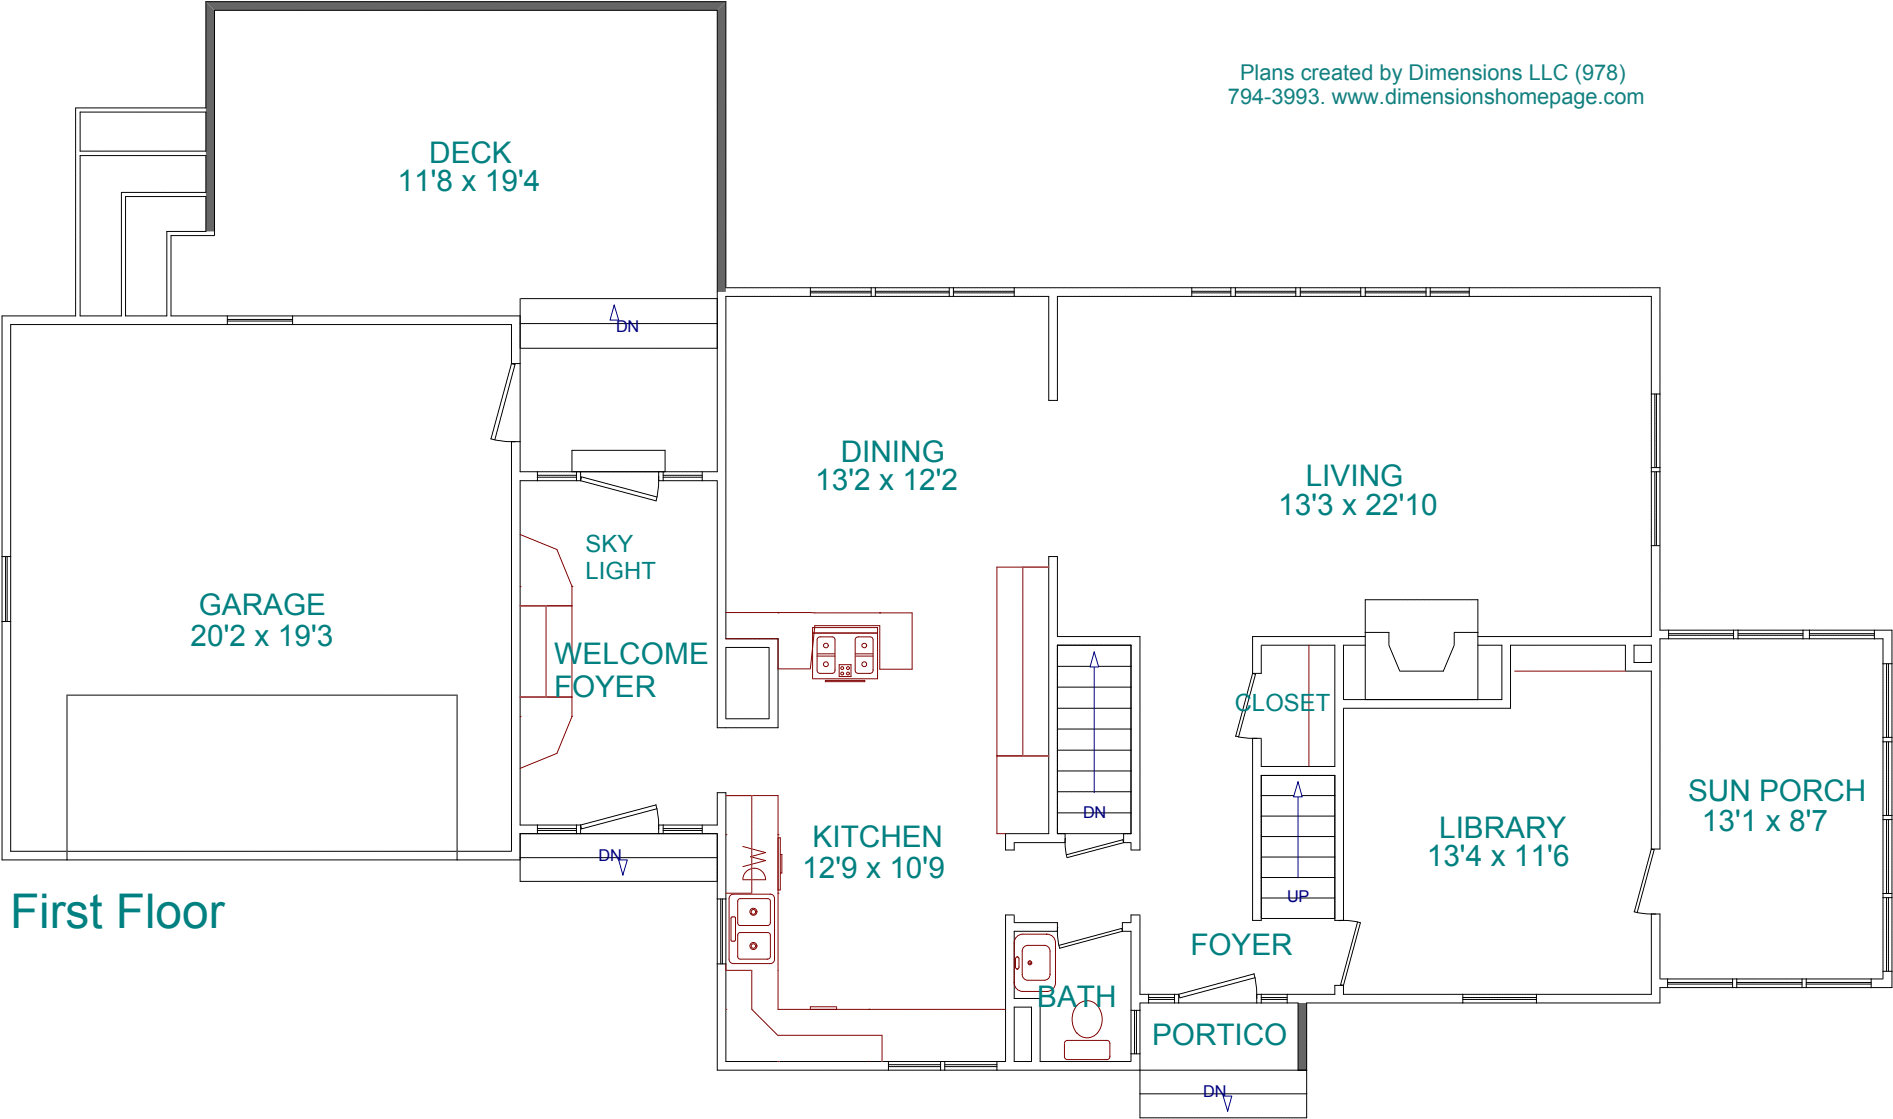 Plans created by Dimensions LLC (978)
794-3993. www.dimensionshomepage.com
DECK
11'8 x 19'4
DN
DINING
13'2 x 12'2
LIVING
13'3 x 22'10
SKY
LIGHT
GARAGE
20'2 x 19'3
WELCOME
FOYER
CLOSET
SUN PORCH
13'1 x 8'7
DN
LIBRARY
13'4 x 11'6
KITCHEN
12'9 x 10'9
DN
DW
UP
First Floor
FOYER
BATH
PORTICO
DN